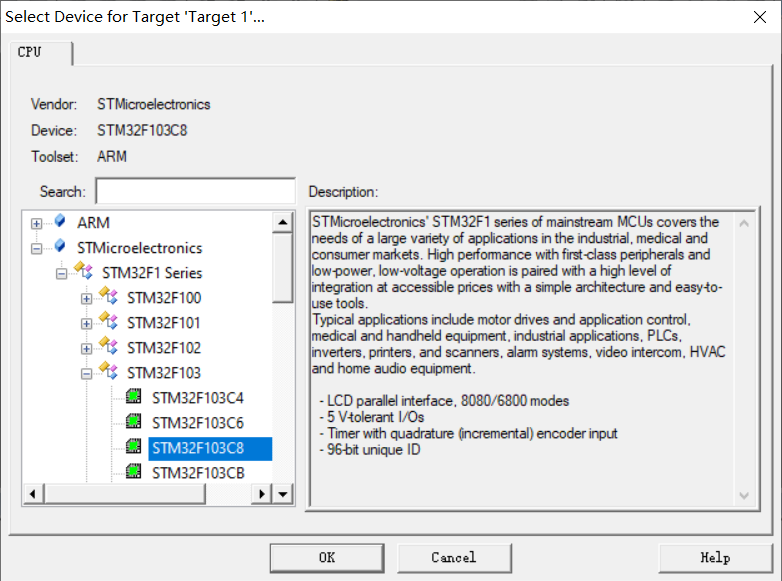 Select Device for Target 'Target 1'...
CPU
Vendor: STMicroelectronics
Device: STM32F103C8
Toolset: ARM
Search:
ARM
STMicroelectronics
STM32F1 Series
STM32F100
STM32F101
STM32F102
STM32F103
STM32F103C4
STM32F103C6
STM32F103C8
STM32F103CB
Description:
STMicroelectronics' STM32F1 series of mainstream MCUs covers the
needs of a large variety of applications in the industrial, medical and
consumer markets. High performance with first-class peripherals and
low-power, low-voltage operation is paired with a high level of
integration at accessible prices with a simple architecture and easy-to-
use tools.
Typical applications include motor drives and application control,
medical and handheld equipment, industrial applications, PLCs,
inverters, printers, and scanners, alarm systems, video intercom, HVAC
and home audio equipment.
- LCD parallel interface, 8080/6800 modes
- 5 V-tolerant I/Os
- Timer with quadrature (incremental) encoder input
- 96-bit unique ID
OK
Cancel
Help